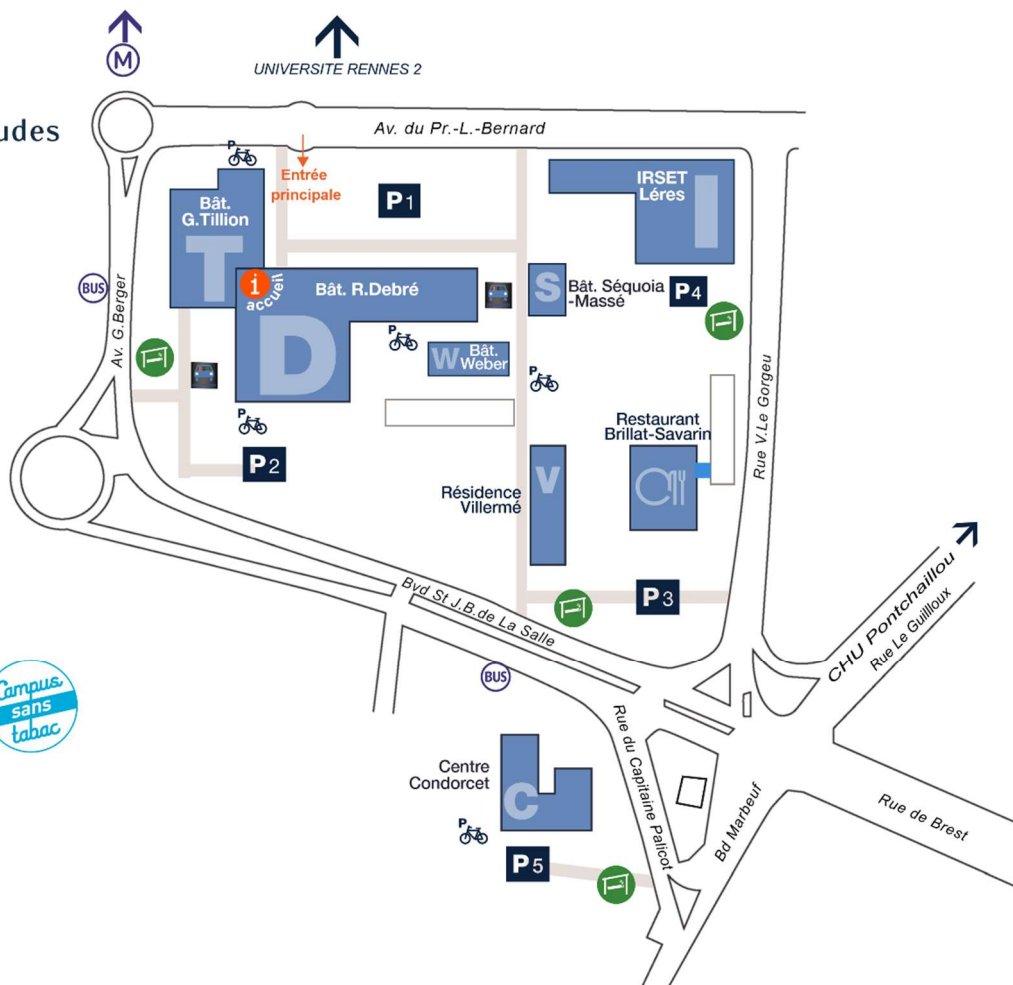 M
UNIVERSITE RENNES 2
udes
Av. du Pr.-L.-Bernard
P
Entrée
principale
P1
IRSET
Léres
I
Bât.
G.Tillion
T
BUS
Av. G.Berger
i
accueil
Bât. R.Debré
D
S
Bât. Séquoia
-Massé
P4
P
W
Bât.
Weber
P
P
P2
Restaurant
Brillat-Savarin
Rue V.Le Gorgeu
V
Résidence
Villermé
P3
Bvd St J.B.de La Salle
CHU Pontchaillou
Rue Le Guillloux
BUS
Campus
sans
tabac
Rue du Capitaine Palicot
Centre
Condorcet
C
P
P5
Bd Marbeuf
Rue de Brest